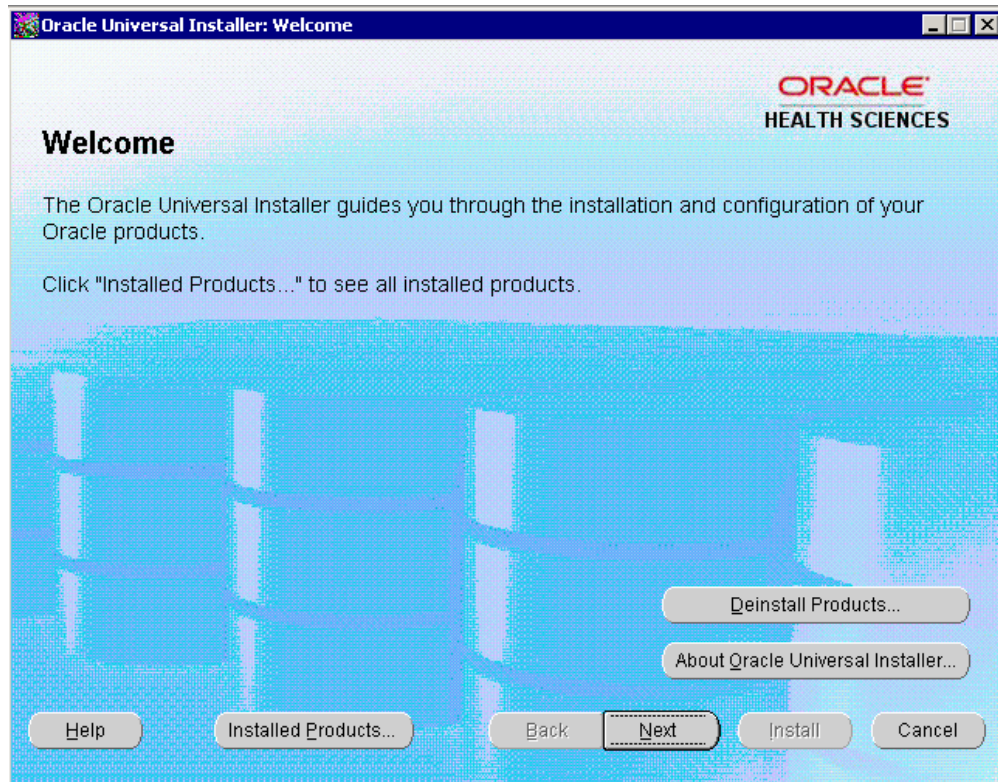 Oracle Universal Installer: Welcome
ORACLE
HEALTH SCIENCES
Welcome
The Oracle Universal Installer guides you through the installation and configuration of your
Oracle products.
Click "Installed Products..." to see all installed products.
Deinstall Products...
About Oracle Universal Installer...
Help
Installed Products...
Back
Next
Install
Cancel